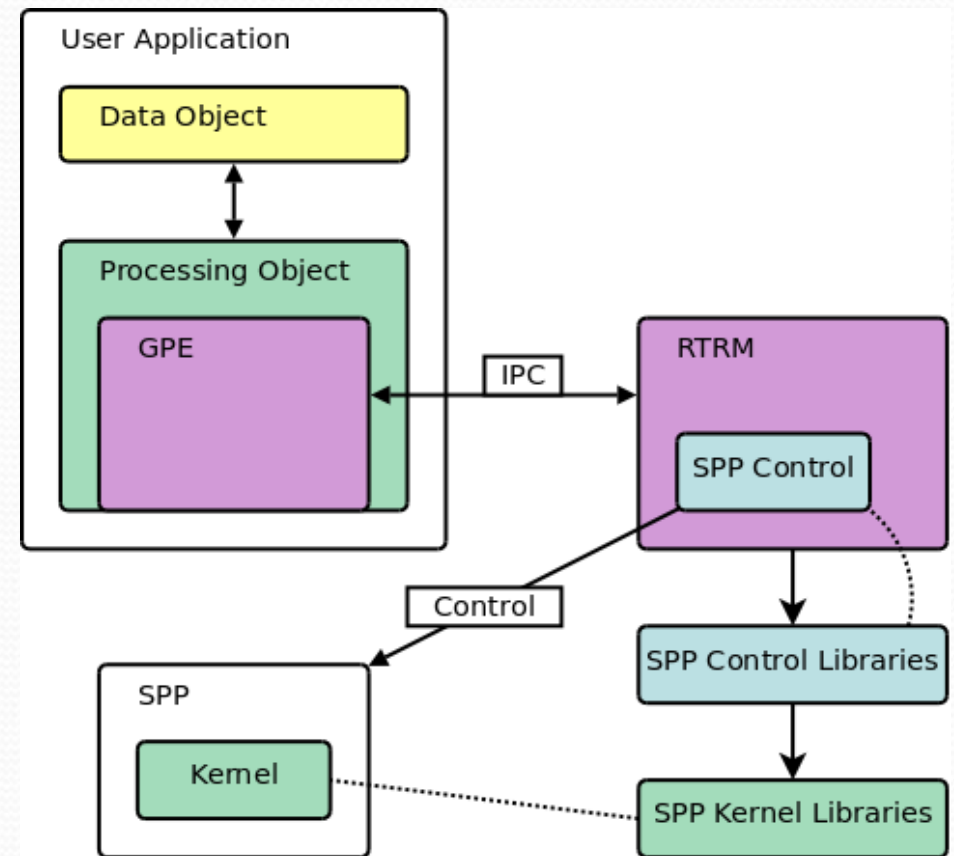 User Application
Data Object
Processing Object
GPE
IPC
RTRM
SPP Control
Control
SPP Control Libraries
SPP
Kernel
SPP Kernel Libraries